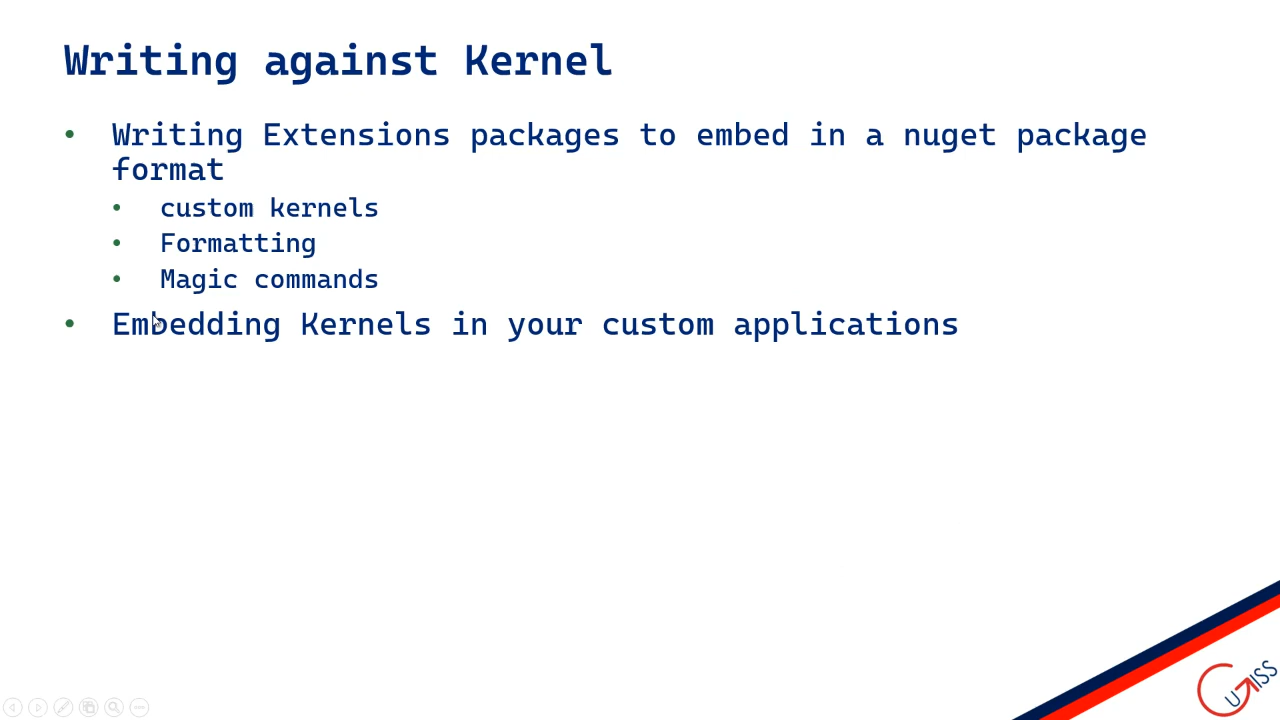 Writing against Kernel
• Writing Extensions packages to embed in a nuget package
format
• custom kernels
• Formatting
• Magic commands
• Embedding Kernels in your custom applications
GUISS